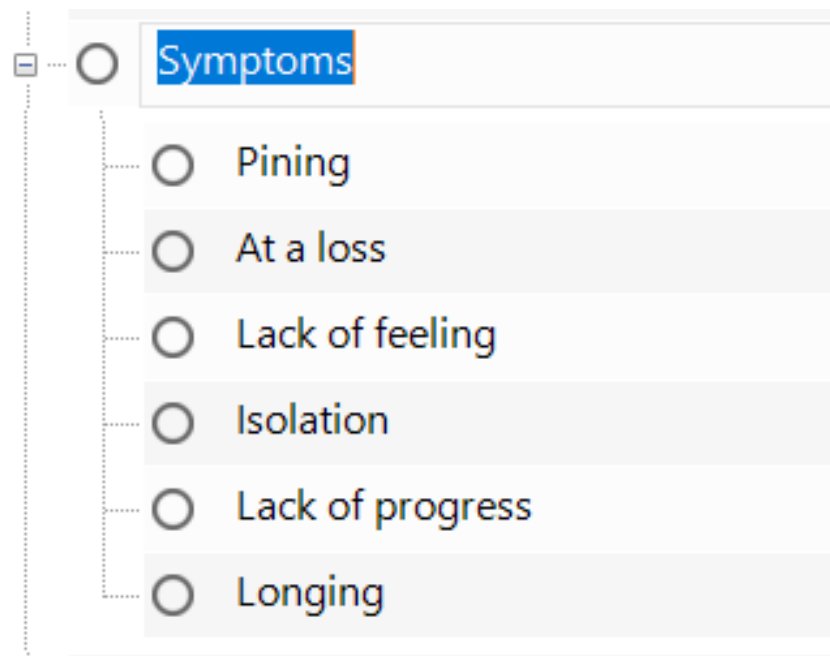 Symptoms
Pining
At a loss
Lack of feeling
Isolation
Lack of progress
Longing